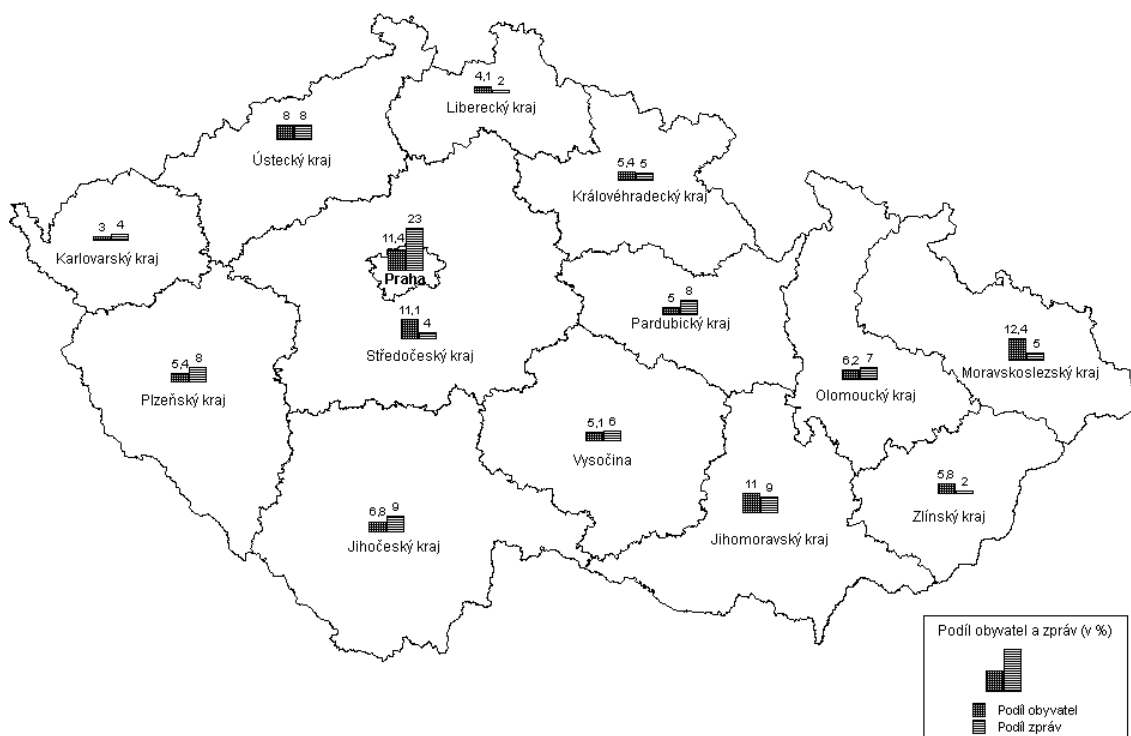 4,1 2
Liberecký kraj
8 8
Ústecký kraj
5,4 5
Královéhradecký kraj
3 4
Karlovarský kraj
11,4 23
Praha
11,1 4
Středočeský kraj
5 8
Pardubický kraj
12,4 5
Moravskoslezský kraj
6,2 7
Olomoucký kraj
5,4 8
Plzeňský kraj
5,1 6
Vysočina
5,8 2
Zlínský kraj
11 9
Jihomoravský kraj
6,8 9
Jihočeský kraj
Podíl obyvatel a zpráv (v %)
Podíl obyvatel
Podíl zpráv